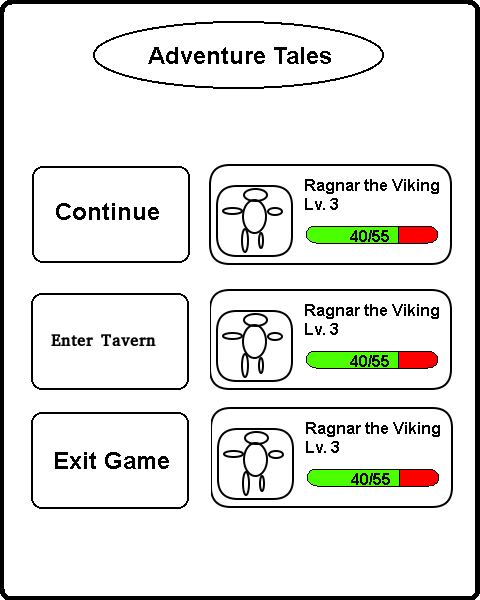 Adventure Tales
Continue
Ragnar the Viking
Lv. 3
40/55
Enter Tavern
Ragnar the Viking
Lv. 3
40/55
Exit Game
Ragnar the Viking
Lv. 3
40/55